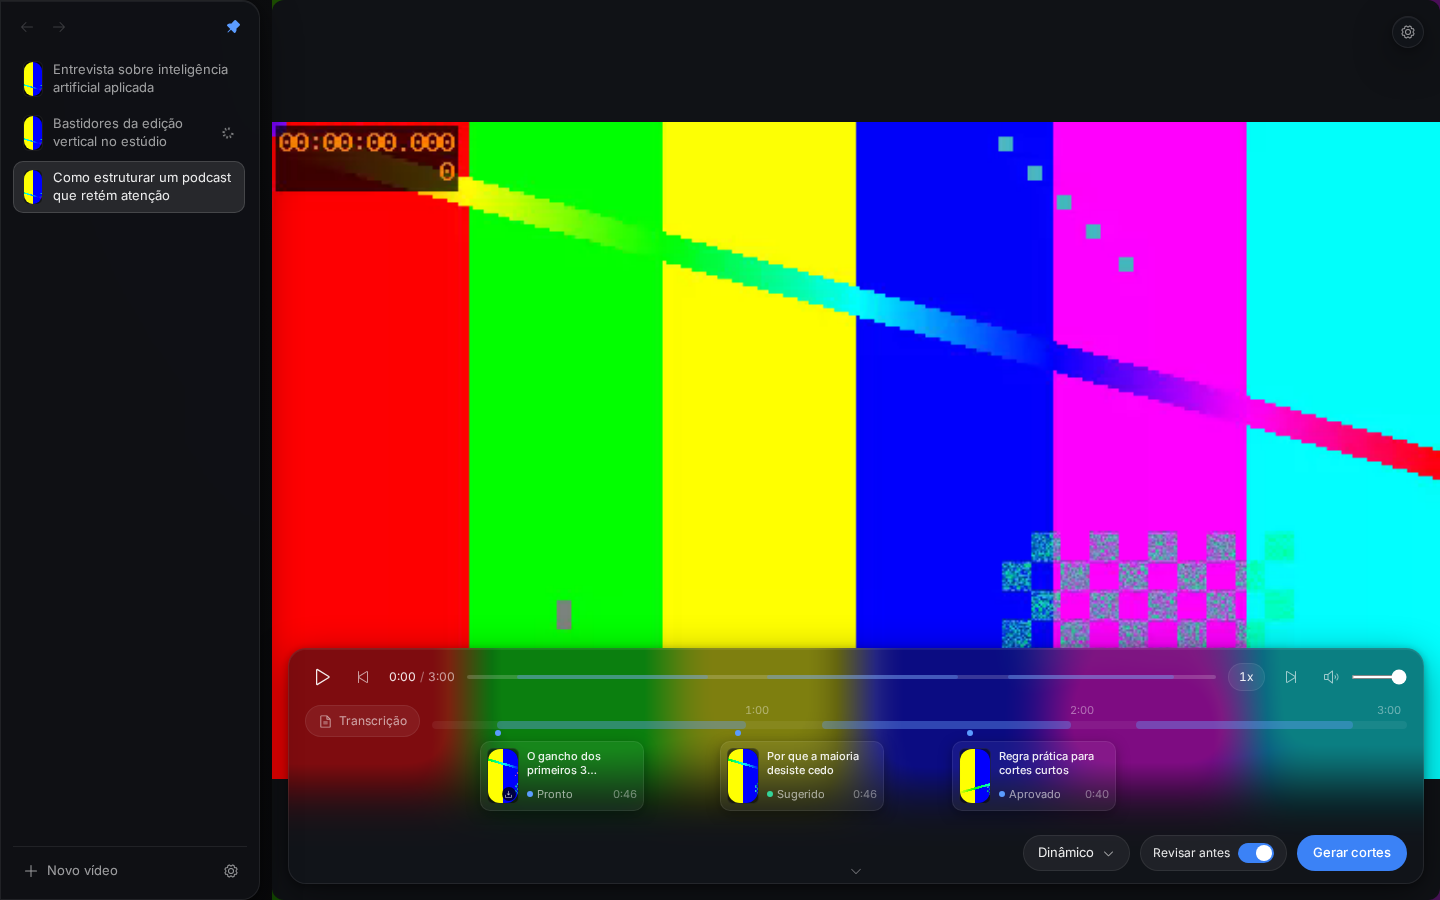 Entrevista sobre inteligência
artificial aplicada
Bastidores da edição
vertical no estúdio
Como estruturar um podcast
que retém atenção
Novo vídeo
00:00:00.000
0
0:00 / 3:00
1x
Transcrição
1:00
2:00
3:00
O gancho dos
primeiros 3...
Pronto
0:46
Por que a maioria
desiste cedo
Sugerido
0:46
Regra prática para
cortes curtos
Aprovado
0:40
Dinâmico
Revisar antes
Gerar cortes